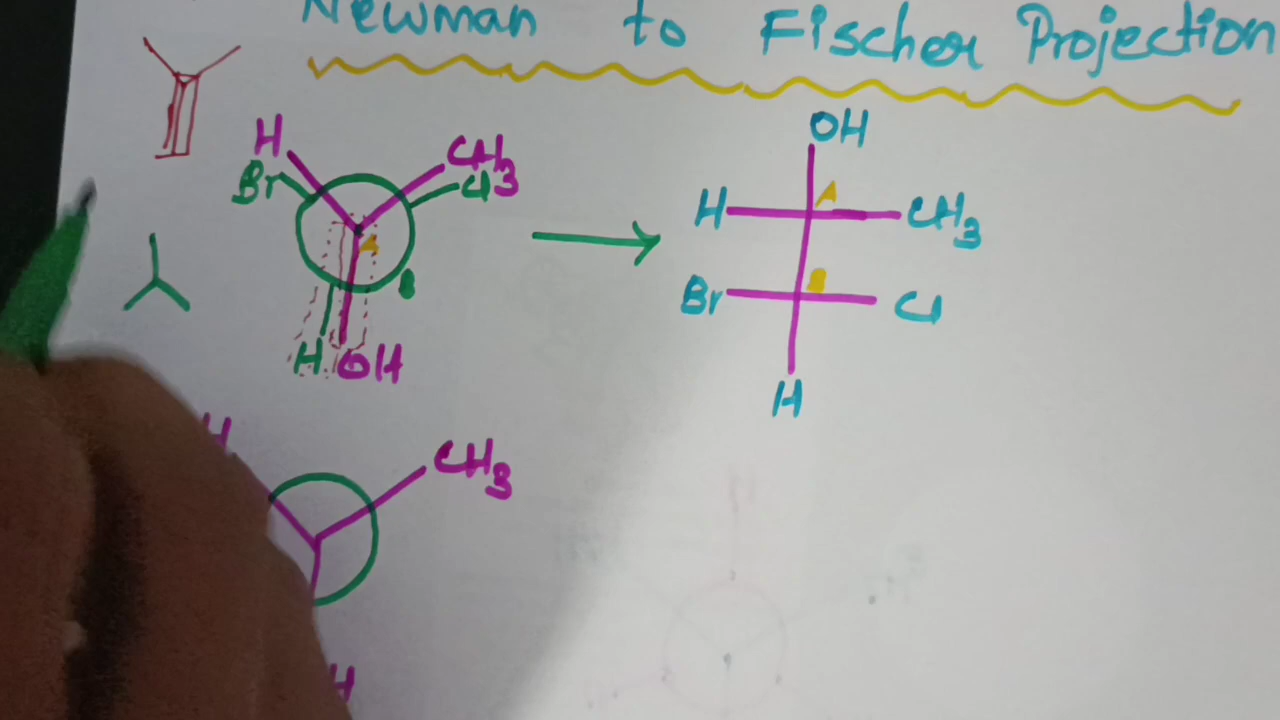 Newman to Fischer Projection
OH
H CH3
Br Cl
A
H A CH3
B
Br B Cl
H OH
H
H CH3
H